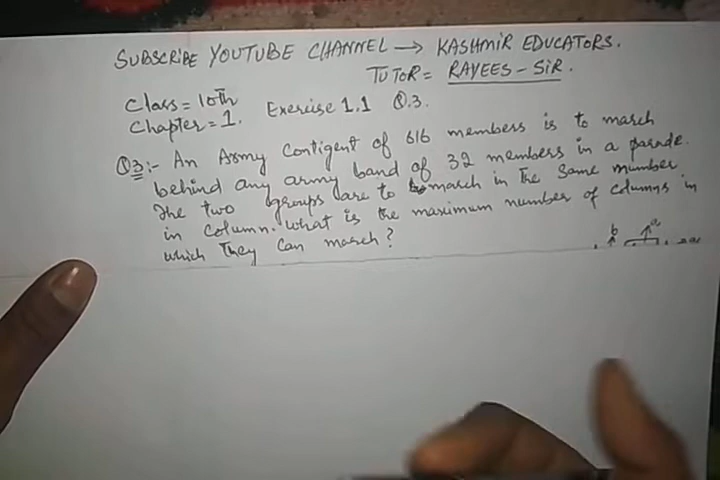 SUBSCRIBE YOUTUBE CHANNEL → KASHMIR EDUCATORS.
TUTOR = RAYEES-SIR.
Class = 10th
Chapter = 1. Exercise 1.1 Q.3.
Q3:- An Army Contigent of 616 members is to march
behind any army band of 32 members in a parade.
The two groups are to march in the same number
in column. What is the maximum number of columns in
which they can march?
b a